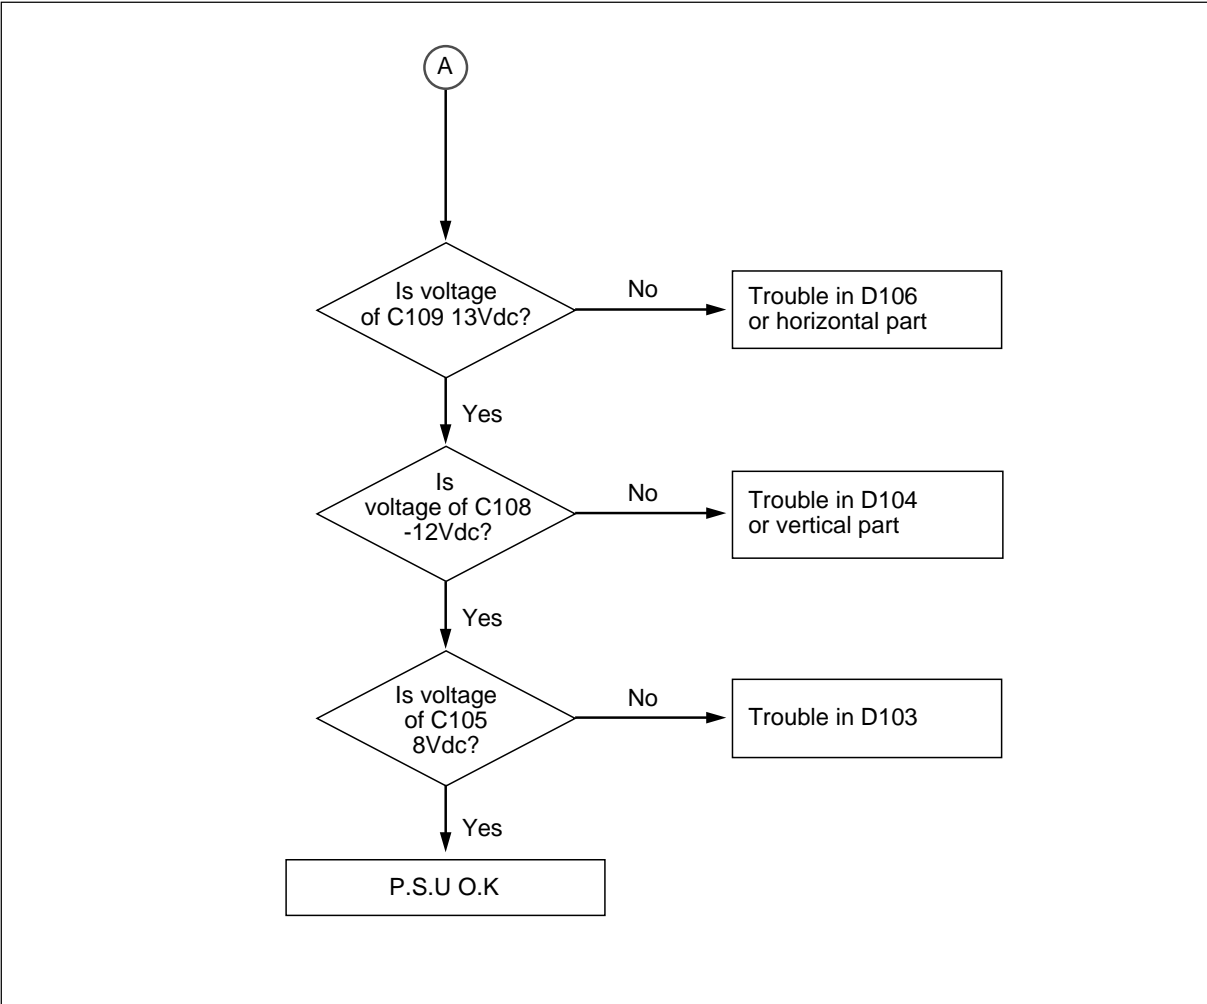 A
Is voltage
of C109 13Vdc?
No
Trouble in D106
or horizontal part
Yes
Is
voltage of C108
-12Vdc?
No
Trouble in D104
or vertical part
Yes
Is voltage
of C105
8Vdc?
No
Trouble in D103
Yes
P.S.U O.K